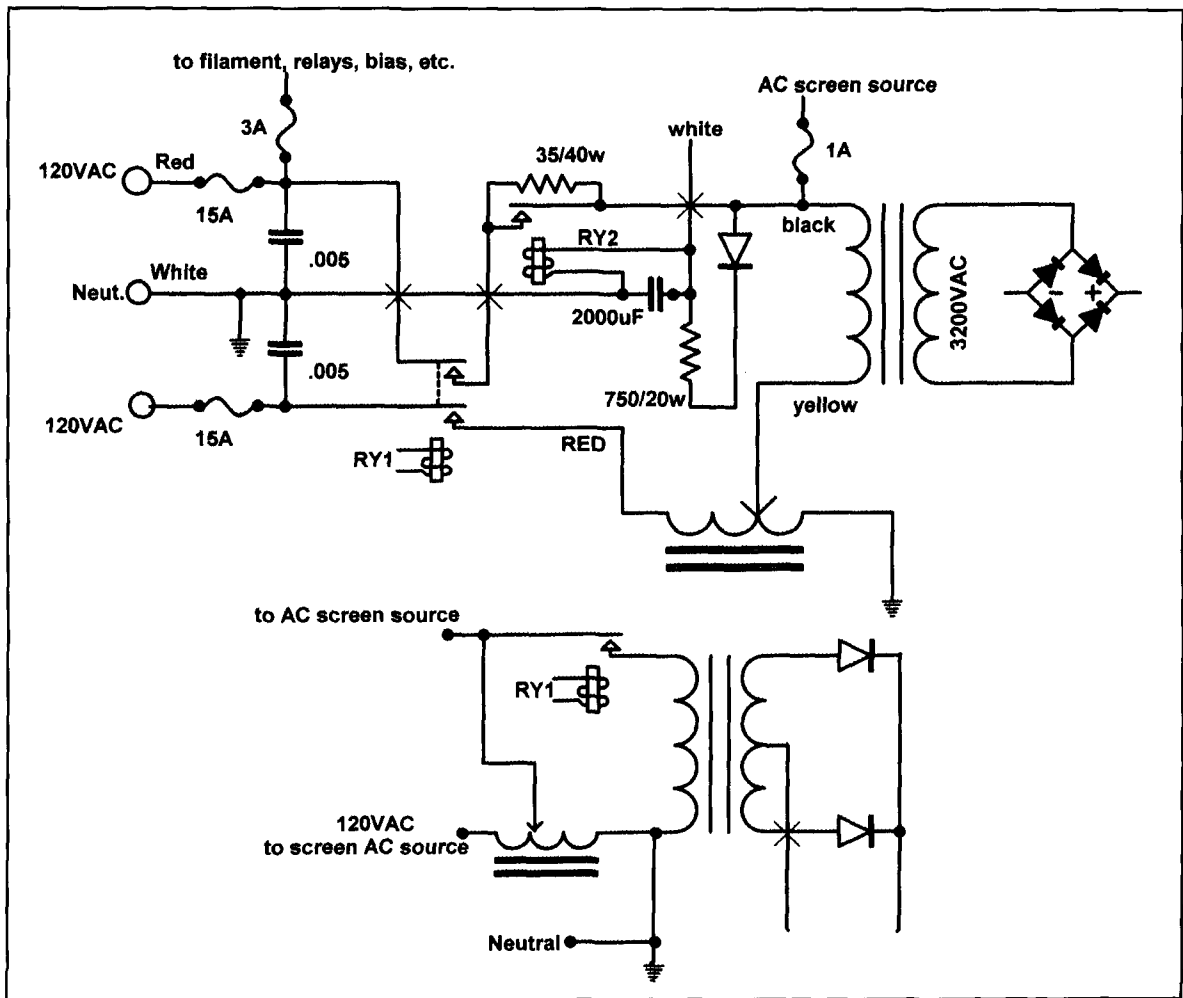 to filament, relays, bias, etc.
AC screen source
3A
white
1A
35/40w
120VAC
Red
15A
black
.005
RY2
White
Neut.
2000uF
3200VAC
-
+
.005
750/20w
yellow
120VAC
15A
RY1
RED
to AC screen source
RY1
120VAC
to screen AC source
Neutral